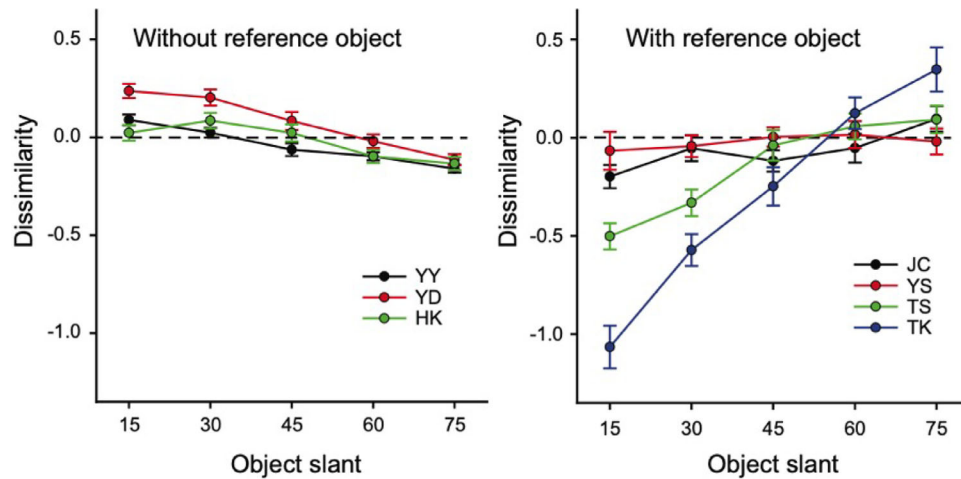 Without reference object
0.5
0.0
-0.5
-1.0
Dissimilarity
YY
YD
HK
15 30 45 60 75
Object slant
With reference object
0.5
0.0
-0.5
-1.0
Dissimilarity
JC
YS
TS
TK
15 30 45 60 75
Object slant